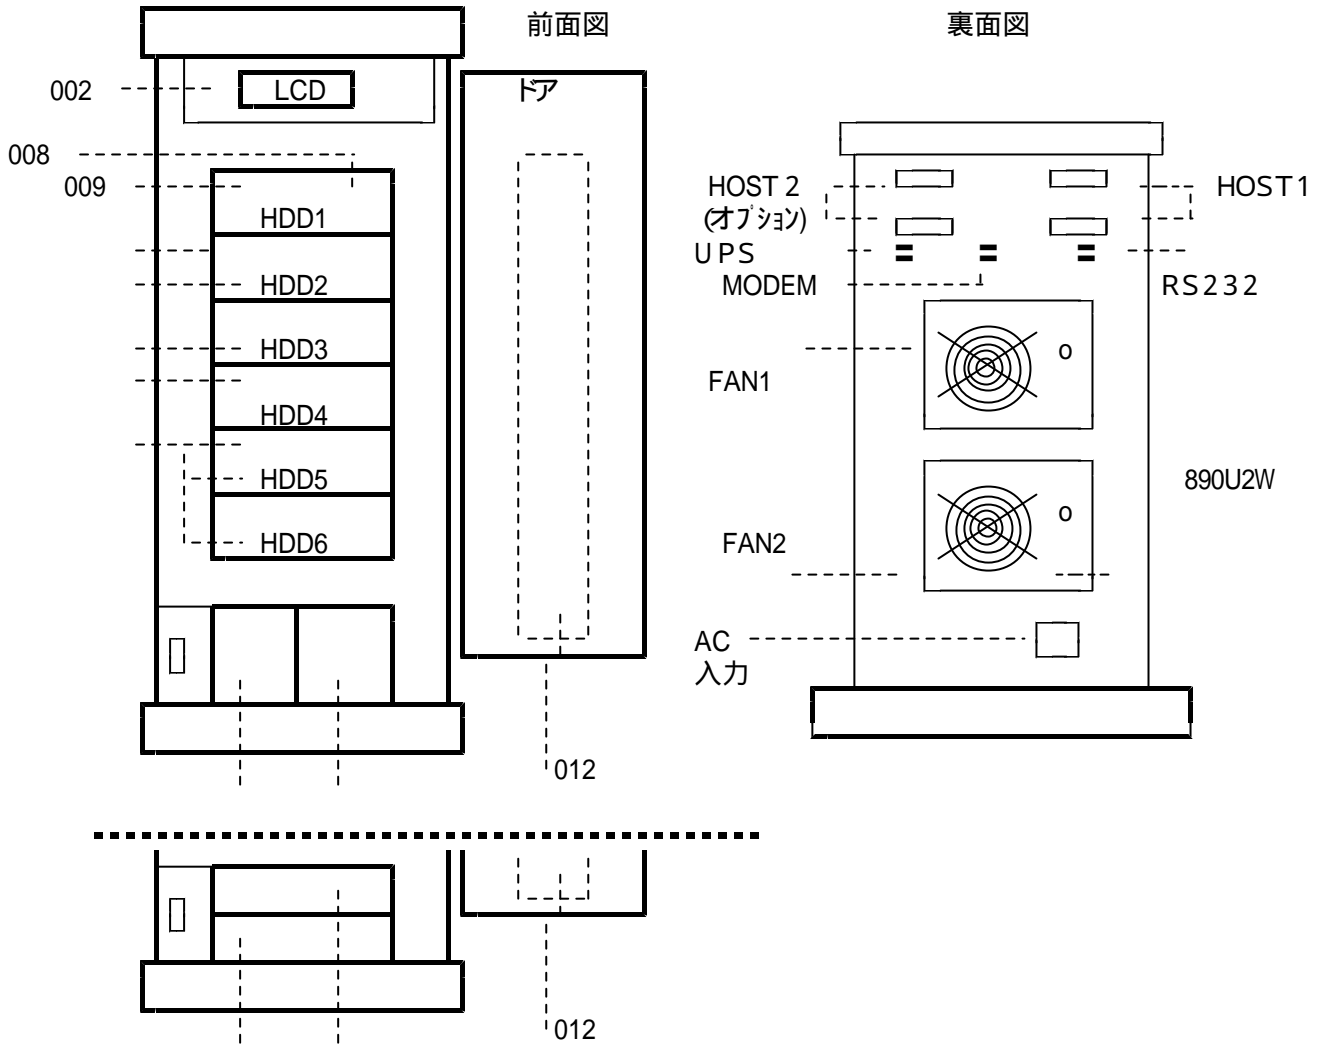 前面図
裏面図
002
LCD
ドア
008
009
HDD1
HDD2
HDD3
HDD4
HDD5
HDD6
012
HOST 2
(オプション)
HOST1
UPS
MODEM
RS232
FAN1
890U2W
FAN2
AC
入力
012